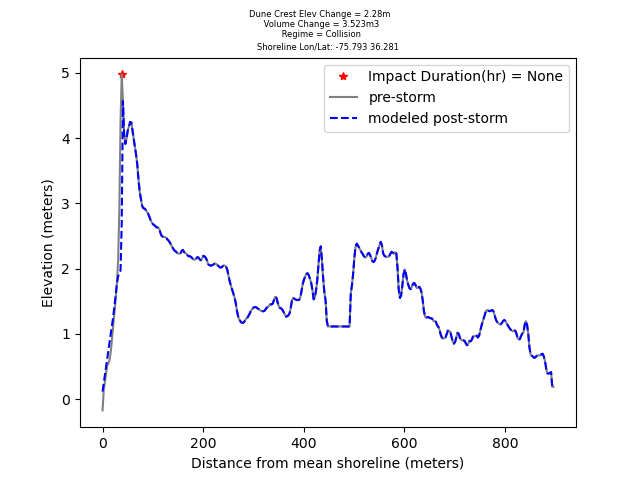 Dune Crest Elev Change = 2.28m
Volume Change = 3.523m3
Regime = Collision
Shoreline Lon/Lat: -75.793 36.281
Impact Duration(hr) = None
pre-storm
modeled post-storm
5
4
3
2
1
0
Elevation (meters)
0 200 400 600 800
Distance from mean shoreline (meters)